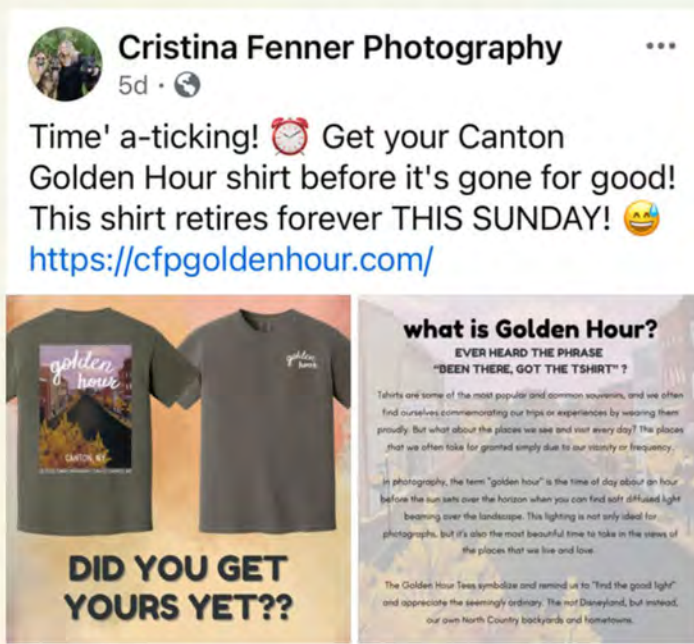 Cristina Fenner Photography
5d ·
Time' a-ticking! ⏰ Get your Canton
Golden Hour shirt before it's gone for good!
This shirt retires forever THIS SUNDAY! 😅
https://cfpgoldenhour.com/
golden
hour
CANTON, NY
golden
hour
DID YOU GET
YOURS YET??
what is Golden Hour?
EVER HEARD THE PHRASE
"BEEN THERE, GOT THE TSHIRT" ?
Tshirts are some of the most popular and common souvenirs, and we often
find ourselves commemorating our trips or experiences by wearing them
proudly. But what about the places we see and visit every day? The places
that we often take for granted simply due to our vicinity or frequency.
In photography, the term "golden hour" is the time of day about an hour
before the sun sets over the horizon when you can find soft diffused light
beaming over the landscape. This lighting is not only ideal for
photographs, but it's also the most beautiful time to take in the views of
the places that we live and love.
The Golden Hour Tees symbolize and remind us to "find the good light"
and appreciate the seemingly ordinary. The not Disneyland, but instead,
our own North Country backyards and hometowns.